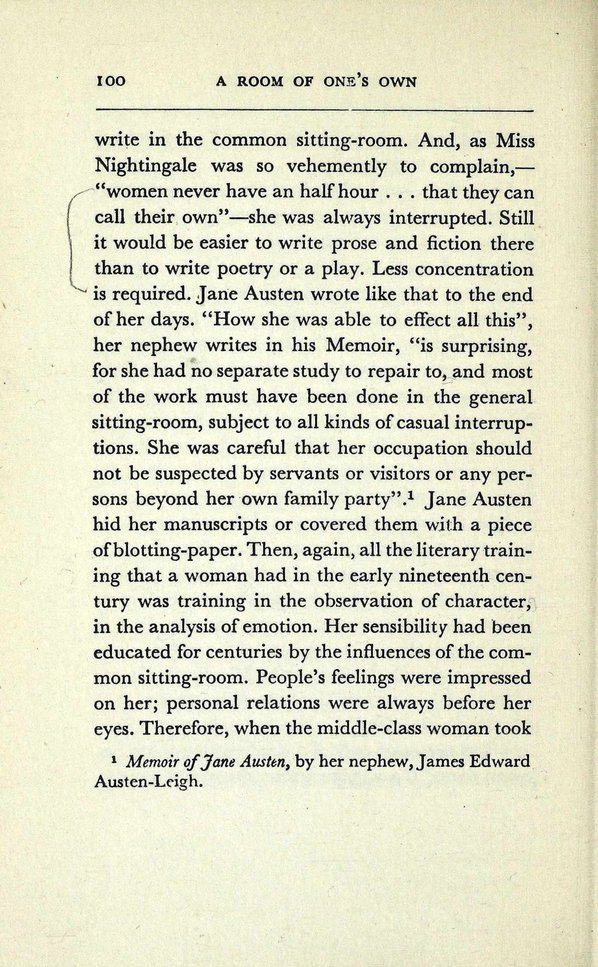 100 A ROOM OF ONE'S OWN
write in the common sitting-room. And, as Miss
Nightingale was so vehemently to complain,—
“women never have an half hour . . . that they can
call their own”—she was always interrupted. Still
it would be easier to write prose and fiction there
than to write poetry or a play. Less concentration
is required. Jane Austen wrote like that to the end
of her days. “How she was able to effect all this”,
her nephew writes in his Memoir, “is surprising,
for she had no separate study to repair to, and most
of the work must have been done in the general
sitting-room, subject to all kinds of casual interrup-
tions. She was careful that her occupation should
not be suspected by servants or visitors or any per-
sons beyond her own family party”.¹ Jane Austen
hid her manuscripts or covered them with a piece
of blotting-paper. Then, again, all the literary train-
ing that a woman had in the early nineteenth cen-
tury was training in the observation of character,
in the analysis of emotion. Her sensibility had been
educated for centuries by the influences of the com-
mon sitting-room. People’s feelings were impressed
on her; personal relations were always before her
eyes. Therefore, when the middle-class woman took
¹ Memoir of Jane Austen, by her nephew, James Edward
Austen-Leigh.